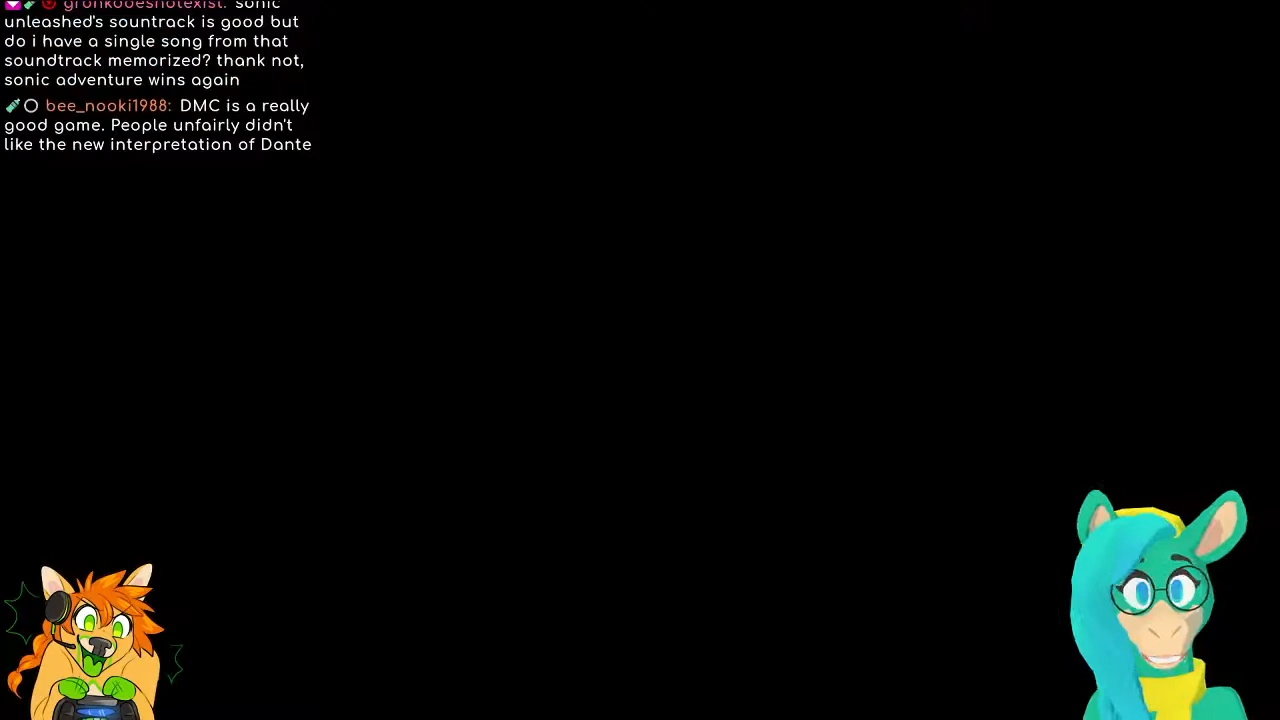 gronkdoesnotexist: sonic
unleashed's sountrack is good but
do i have a single song from that
soundtrack memorized? thank not,
sonic adventure wins again
bee_nooki1988: DMC is a really
good game. People unfairly didn't
like the new interpretation of Dante